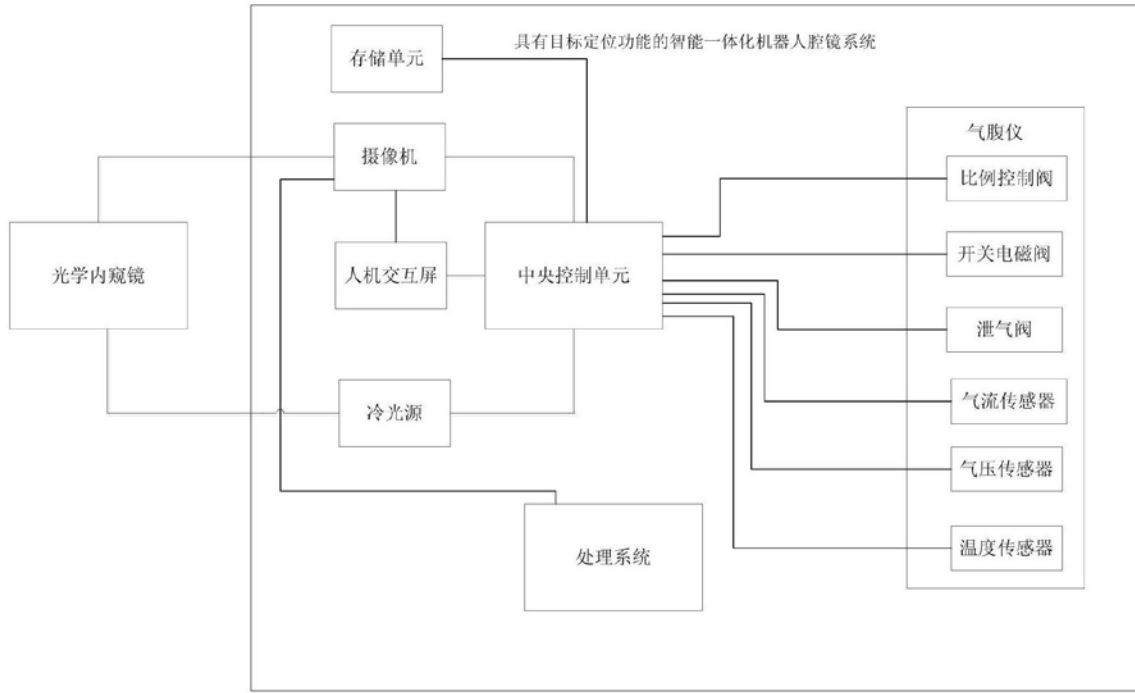 具有目标定位功能的智能一体化机器人腔镜系统
存储单元
摄像机
光学内窥镜
人机交互屏
中央控制单元
冷光源
处理系统
气腹仪
比例控制阀
开关电磁阀
泄气阀
气流传感器
气压传感器
温度传感器